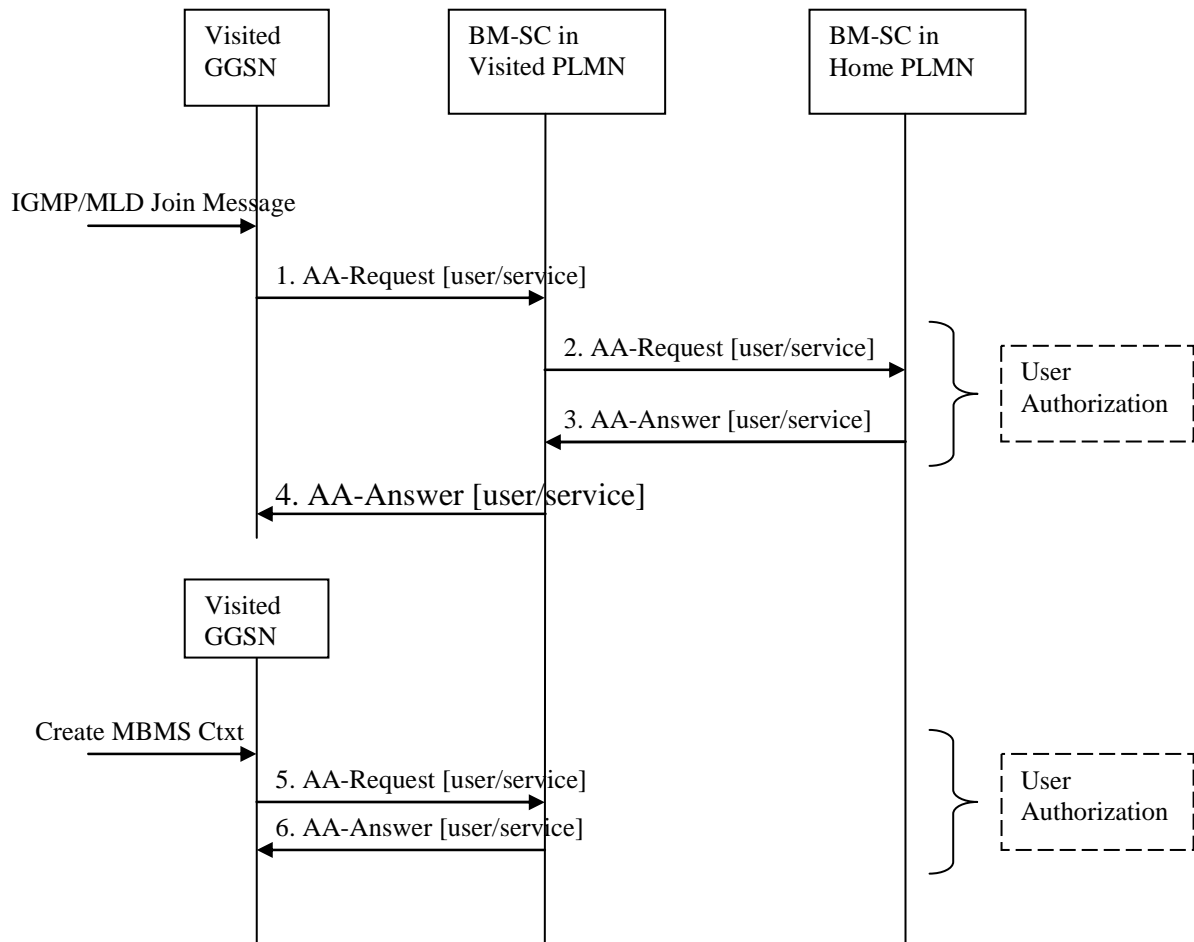 Visited
GGSN
BM-SC in
Visited PLMN
BM-SC in
Home PLMN
IGMP/MLD Join Message
1. AA-Request [user/service]
2. AA-Request [user/service]
User
Authorization
3. AA-Answer [user/service]
4. AA-Answer [user/service]
Visited
GGSN
Create MBMS Ctxt
5. AA-Request [user/service]
User
Authorization
6. AA-Answer [user/service]